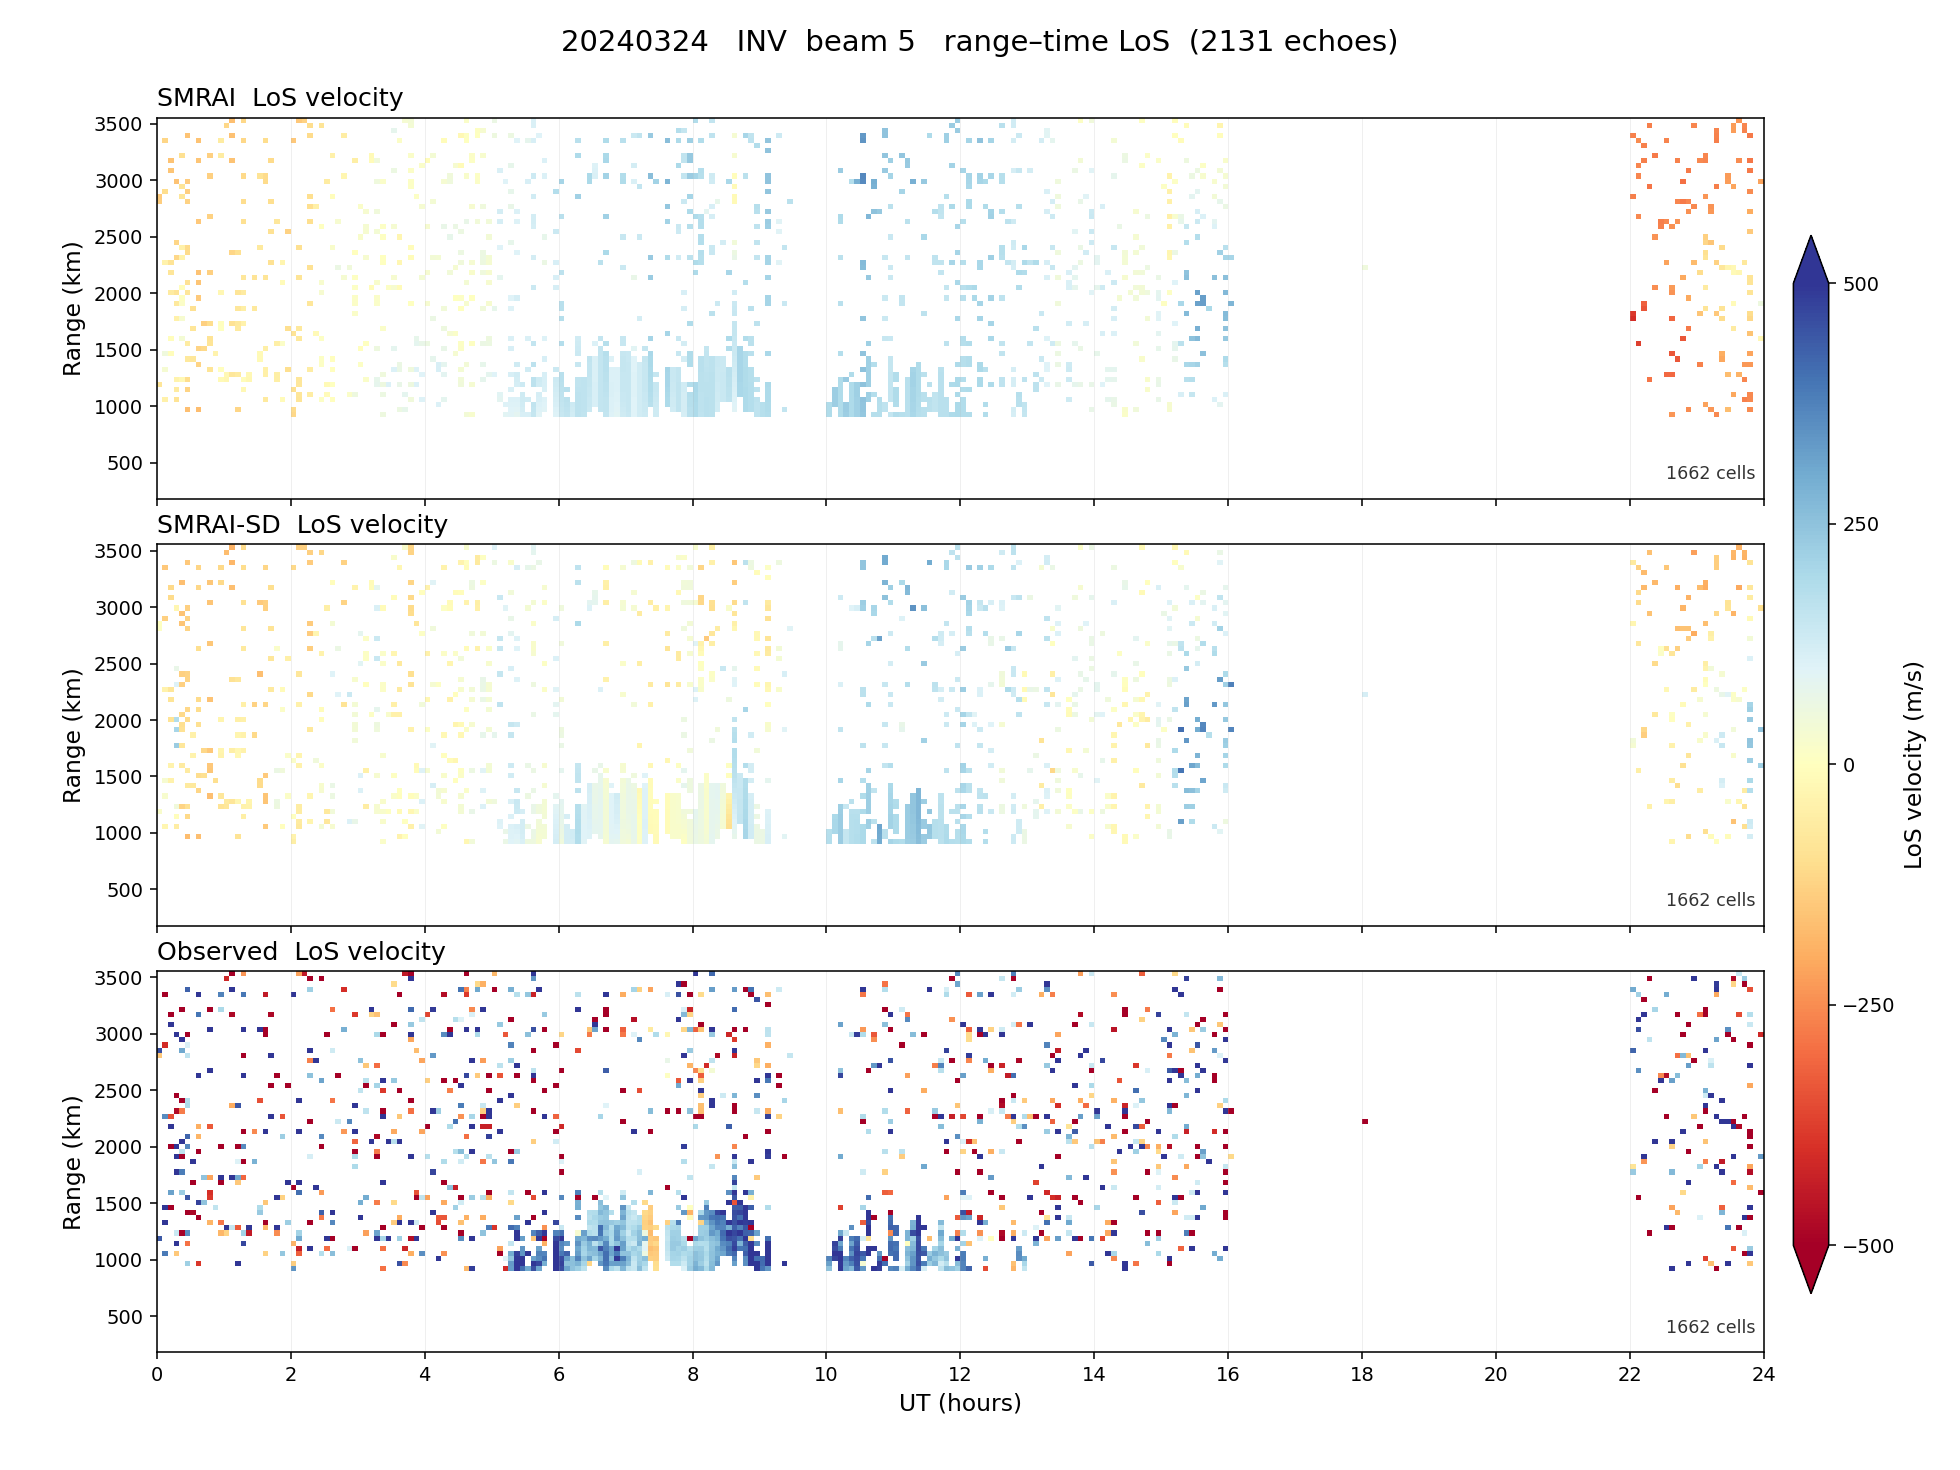 20240324   INV  beam 5   range–time LoS  (2131 echoes)
SMRAI  LoS velocity
3500
3000
2500
2000
1500
1000
500
Range (km)
1662 cells
SMRAI-SD  LoS velocity
3500
3000
2500
2000
1500
1000
500
Range (km)
1662 cells
Observed  LoS velocity
3500
3000
2500
2000
1500
1000
500
Range (km)
1662 cells
0 2 4 6 8 10 12 14 16 18 20 22 24
UT (hours)
500
250
0
−250
−500
LoS velocity (m/s)